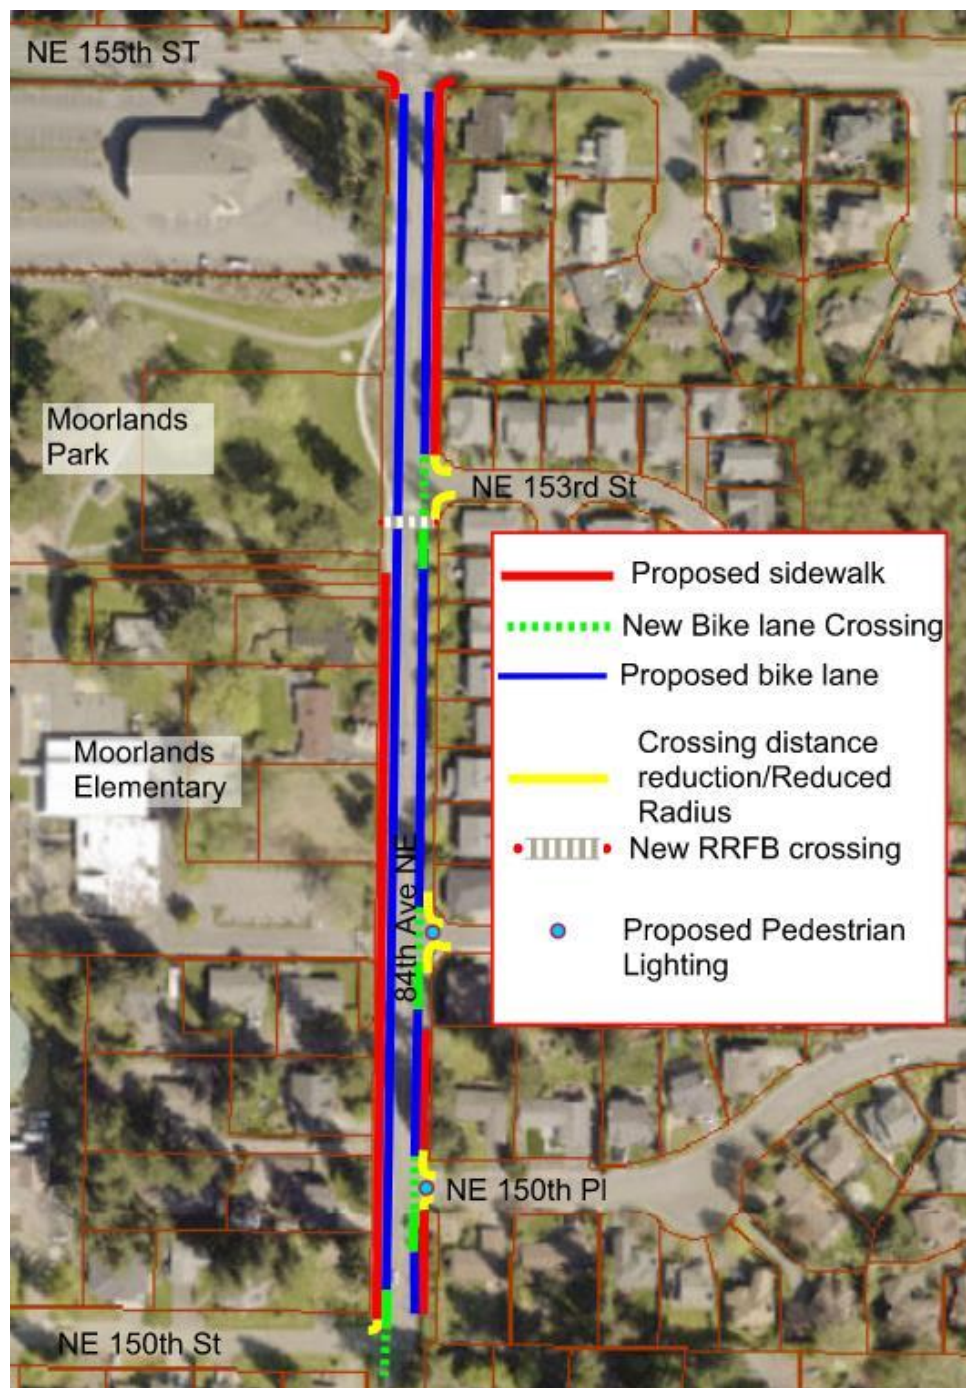 NE 155th ST
Moorlands
Park
NE 153rd St
Proposed sidewalk
New Bike lane Crossing
Proposed bike lane
Crossing distance
reduction/Reduced
Radius
New RRFB crossing
Proposed Pedestrian
Lighting
Moorlands
Elementary
84th Ave NE
NE 150th Pl
NE 150th St